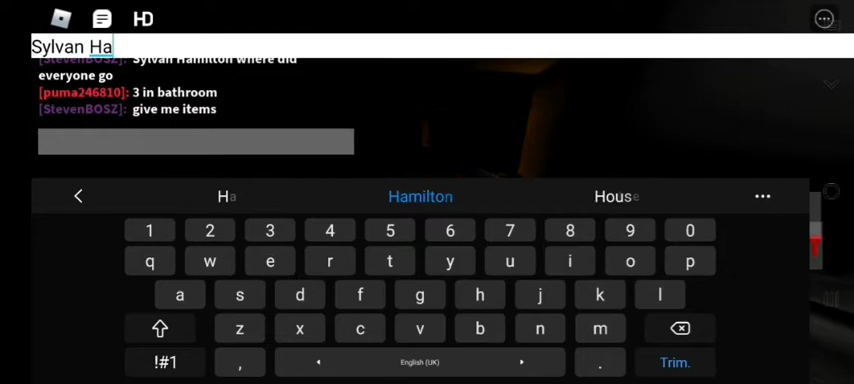 HD
Sylvan Ha
[StevenBOSZ]: Sylvan Hamilton where did
everyone go
[puma246810]: 3 in bathroom
[StevenBOSZ]: give me items
Ha Hamilton House
1 2 3 4 5 6 7 8 9 0
q w e r t y u i o p
a s d f g h j k l
z x c v b n m
!#1 , English (UK) . Trim.